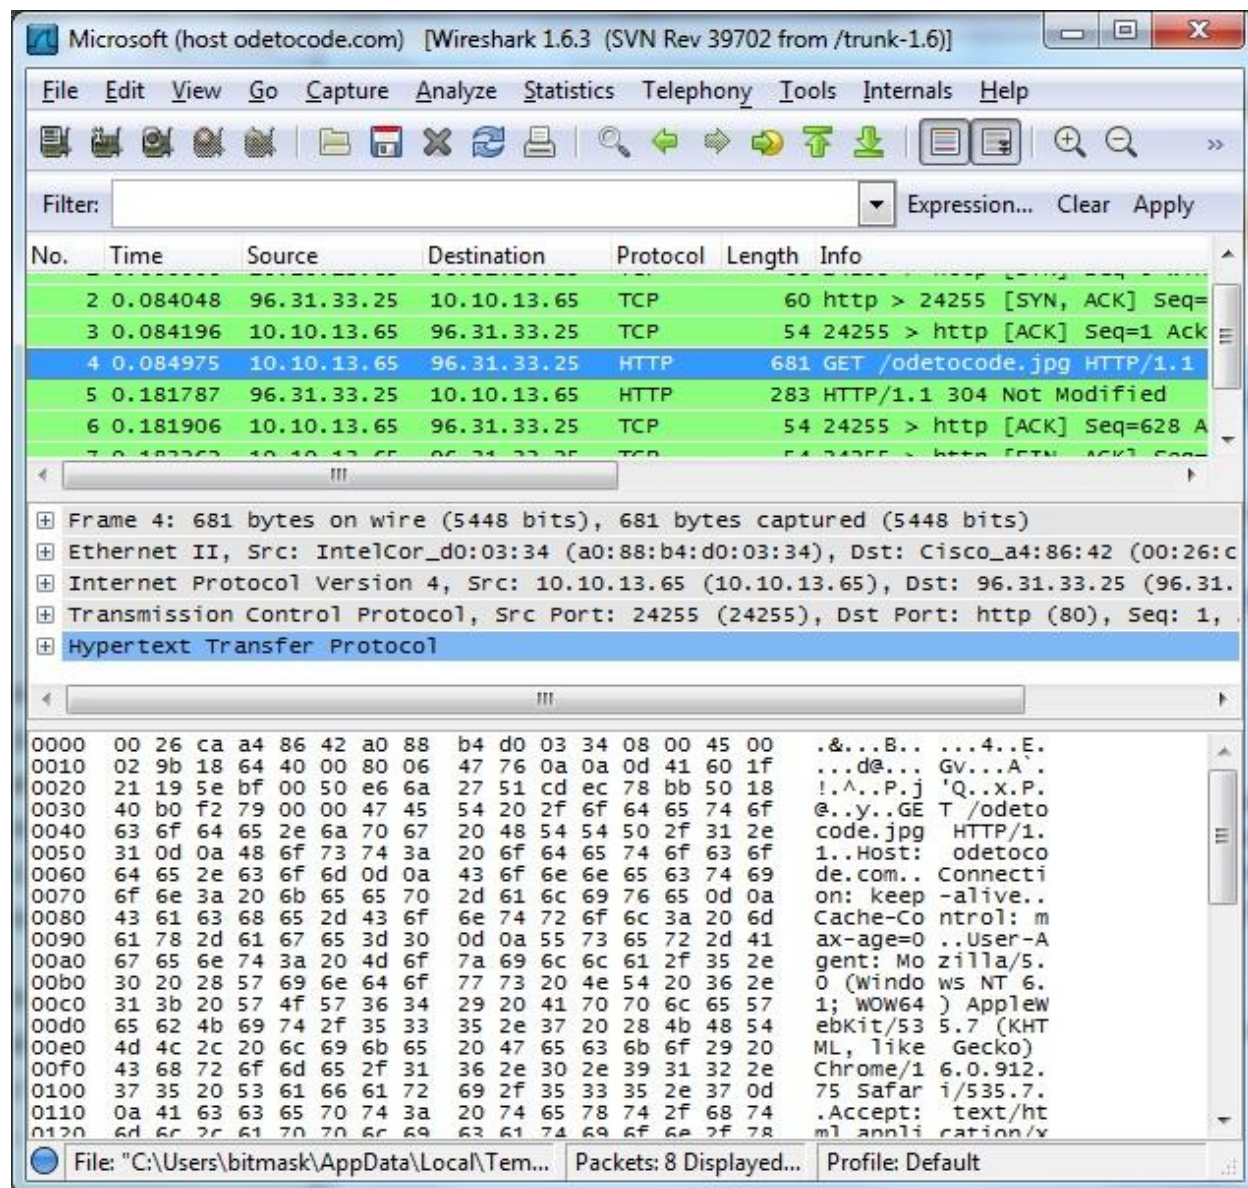 Microsoft (host odetocode.com) [Wireshark 1.6.3 (SVN Rev 39702 from /trunk-1.6)]
File Edit View Go Capture Analyze Statistics Telephony Tools Internals Help
Filter: Expression... Clear Apply
No. Time Source Destination Protocol Length Info
2 0.084048 96.31.33.25 10.10.13.65 TCP 60 http > 24255 [SYN, ACK] Seq=
3 0.084196 10.10.13.65 96.31.33.25 TCP 54 24255 > http [ACK] Seq=1 Ack
4 0.084975 10.10.13.65 96.31.33.25 HTTP 681 GET /odetocode.jpg HTTP/1.1
5 0.181787 96.31.33.25 10.10.13.65 HTTP 283 HTTP/1.1 304 Not Modified
6 0.181906 10.10.13.65 96.31.33.25 TCP 54 24255 > http [ACK] Seq=628 A
Frame 4: 681 bytes on wire (5448 bits), 681 bytes captured (5448 bits)
Ethernet II, Src: IntelCor_d0:03:34 (a0:88:b4:d0:03:34), Dst: Cisco_a4:86:42 (00:26:c
Internet Protocol Version 4, Src: 10.10.13.65 (10.10.13.65), Dst: 96.31.33.25 (96.31.
Transmission Control Protocol, Src Port: 24255 (24255), Dst Port: http (80), Seq: 1,
Hypertext Transfer Protocol
0000 00 26 ca a4 86 42 a0 88 b4 d0 03 34 08 00 45 00 .&...B.. ...4..E.
0010 02 9b 18 64 40 00 80 06 47 76 0a 0a 0d 41 60 1f ...d@... Gv...A`.
0020 21 19 5e bf 00 50 e6 6a 27 51 cd ec 78 bb 50 18 !.^..P.j 'Q..x.P.
0030 40 b0 f2 79 00 00 47 45 54 20 2f 6f 64 65 74 6f @..y..GE T /odeto
0040 63 6f 64 65 2e 6a 70 67 20 48 54 54 50 2f 31 2e code.jpg HTTP/1.
0050 31 0d 0a 48 6f 73 74 3a 20 6f 64 65 74 6f 63 6f 1..Host: odetoco
0060 64 65 2e 63 6f 6d 0d 0a 43 6f 6e 6e 65 63 74 69 de.com.. Connecti
0070 6f 6e 3a 20 6b 65 65 70 2d 61 6c 69 76 65 0d 0a on: keep -alive..
0080 43 61 63 68 65 2d 43 6f 6e 74 72 6f 6c 3a 20 6d Cache-Co ntrol: m
0090 61 78 2d 61 67 65 3d 30 0d 0a 55 73 65 72 2d 41 ax-age=0 ..User-A
00a0 67 65 6e 74 3a 20 4d 6f 7a 69 6c 6c 61 2f 35 2e gent: Mo zilla/5.
00b0 30 20 28 57 69 6e 64 6f 77 73 20 4e 54 20 36 2e 0 (Windo ws NT 6.
00c0 31 3b 20 57 4f 57 36 34 29 20 41 70 70 6c 65 57 1; WOW64 ) AppleW
00d0 65 62 4b 69 74 2f 35 33 35 2e 37 20 28 4b 48 54 ebKit/53 5.7 (KHT
00e0 4d 4c 2c 20 6c 69 6b 65 20 47 65 63 6b 6f 29 20 ML, like Gecko)
00f0 43 68 72 6f 6d 65 2f 31 36 2e 30 2e 39 31 32 2e Chrome/1 6.0.912.
0100 37 35 20 53 61 66 61 72 69 2f 35 33 35 2e 37 0d 75 Safar i/535.7.
0110 0a 41 63 63 65 70 74 3a 20 74 65 78 74 2f 68 74 .Accept: text/ht
0120 6d 6c 2c 61 70 70 6c 69 63 61 74 69 6f 6e 2f 78 ml,appli cation/x
File: "C:\Users\bitmask\AppData\Local\Tem... Packets: 8 Displayed... Profile: Default